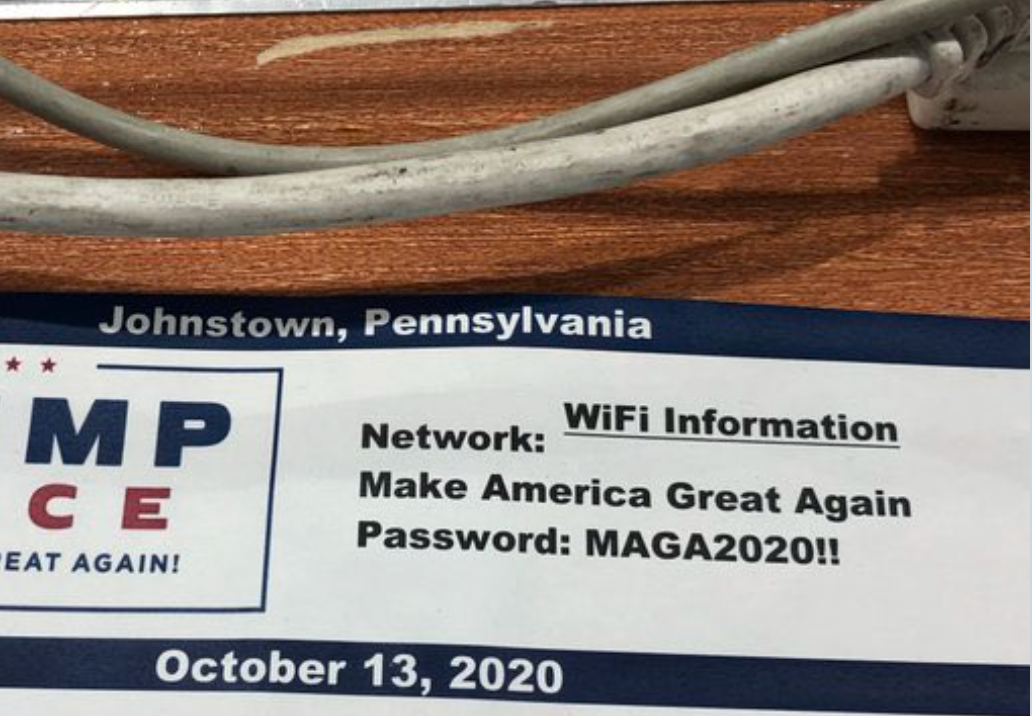 Johnstown, Pennsylvania
MP
CE
EAT AGAIN!
WiFi Information
Network:
Make America Great Again
Password: MAGA2020!!
October 13, 2020